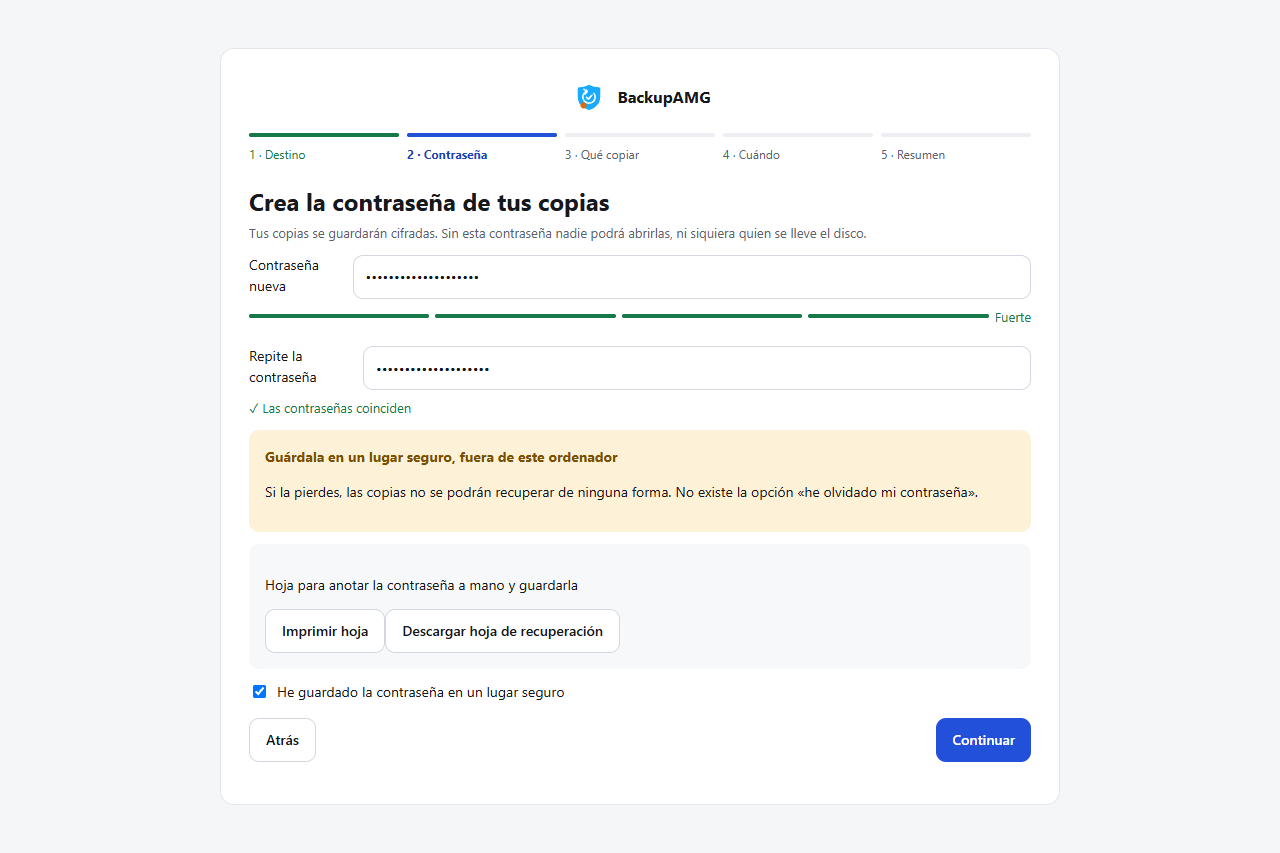 BackupAMG
1 · Destino
2 · Contraseña
3 · Qué copiar
4 · Cuándo
5 · Resumen
Crea la contraseña de tus copias
Tus copias se guardarán cifradas. Sin esta contraseña nadie podrá abrirlas, ni siquiera quien se lleve el disco.
Contraseña
nueva
••••••••••••••••••••
Fuerte
Repite la
contraseña
••••••••••••••••••••
✓ Las contraseñas coinciden
Guárdala en un lugar seguro, fuera de este ordenador
Si la pierdes, las copias no se podrán recuperar de ninguna forma. No existe la opción «he olvidado mi contraseña».
Hoja para anotar la contraseña a mano y guardarla
Imprimir hoja
Descargar hoja de recuperación
He guardado la contraseña en un lugar seguro
Atrás
Continuar